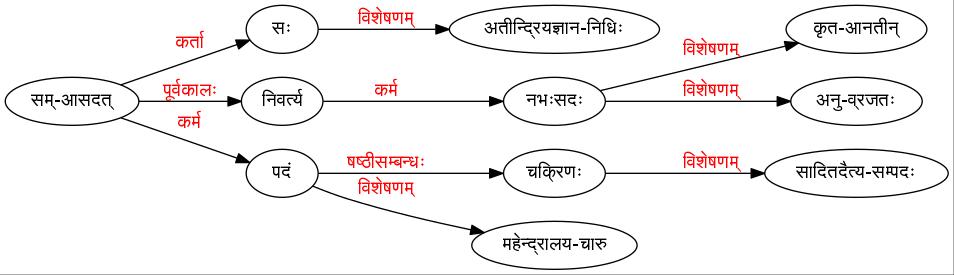 सः
विशेषणम्
अतीन्द्रियज्ञान-निधिः
कृत-आनतीन्
कर्ता
विशेषणम्
सम्-आसदत्
पूर्वकालः
निवर्त्य
कर्म
नभःसदः
विशेषणम्
अनु-व्रजतः
कर्म
पदं
षष्ठीसम्बन्धः
चक्रिणः
विशेषणम्
सादितदैत्य-सम्पदः
विशेषणम्
महेन्द्रालय-चारु